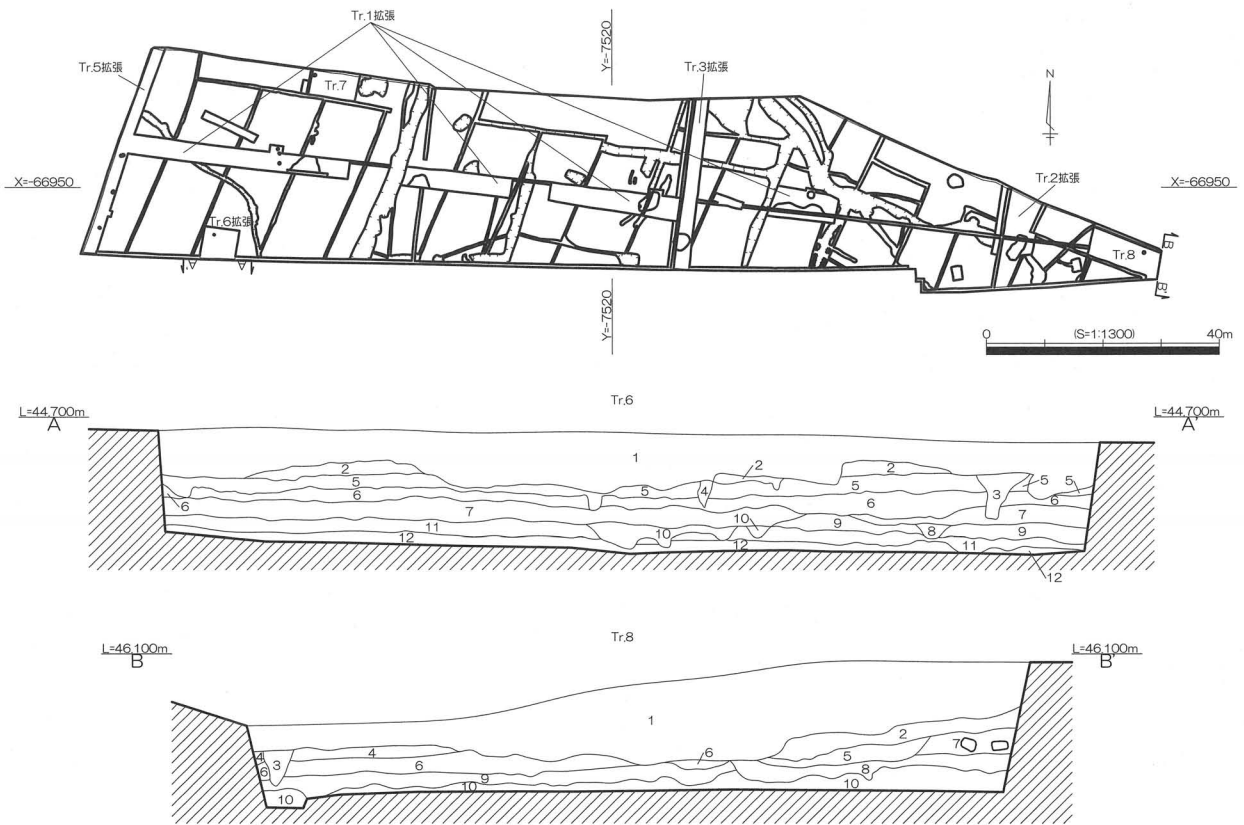 Tr.1拡張
Y=-7520
Tr.5拡張
Tr.3拡張
Tr.7
N
X=-66950
X=-66950
Tr.2拡張
Tr.6拡張
Tr.8
A'
A
B
B'
Y=-7520
0 (S=1:1300) 40m
Tr.6
L=44.700m
A
L=44.700m
A'
1
2
2
2
5
5
5
5
5
6
6
6
6
4
3
7
7
11
10
10
9
9
8
12
12
11
12
Tr.8
L=46.100m
B
L=46.100m
B'
1
2
7
4
4
6
5
3
6
6
8
9
10
10
10